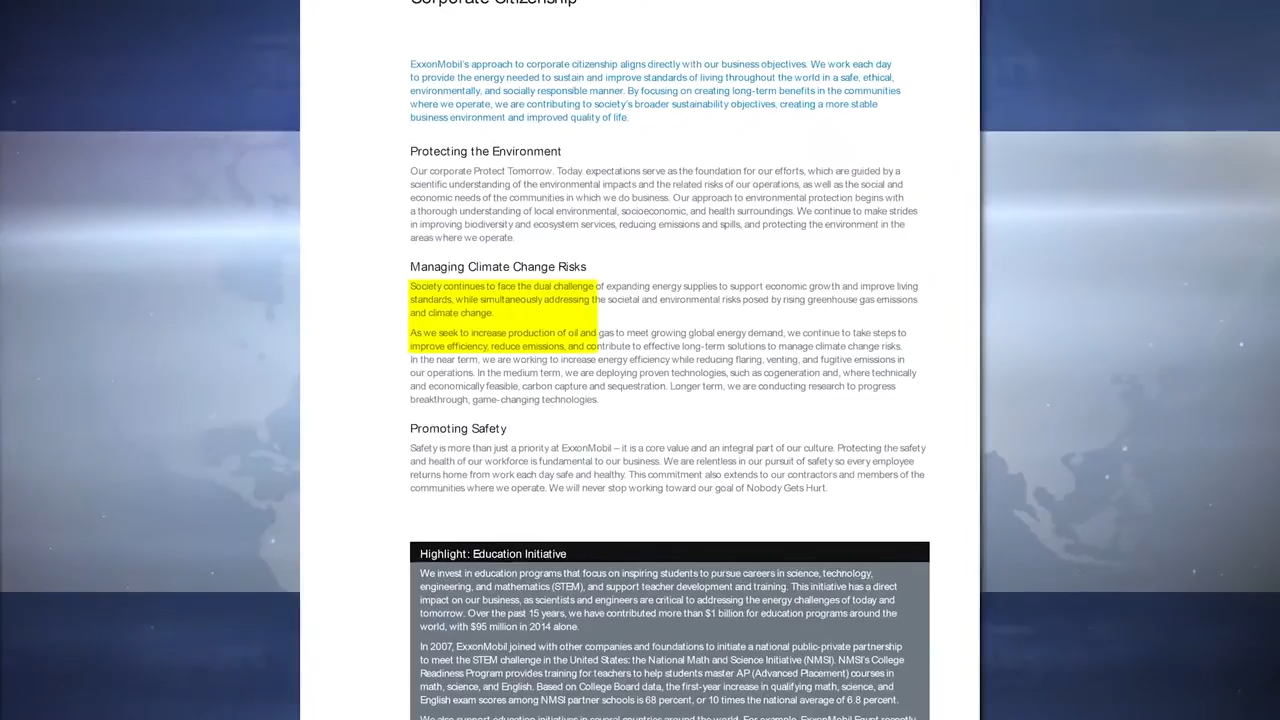 Corporate Citizenship
ExxonMobil's approach to corporate citizenship aligns directly with our business objectives. We work each day
to provide the energy needed to sustain and improve standards of living throughout the world in a safe, ethical,
environmentally, and socially responsible manner. By focusing on creating long-term benefits in the communities
where we operate, we are contributing to society's broader sustainability objectives, creating a more stable
business environment and improved quality of life.
Protecting the Environment
Our corporate Protect Tomorrow. Today. expectations serve as the foundation for our efforts, which are guided by a
scientific understanding of the environmental impacts and the related risks of our operations, as well as the social and
economic needs of the communities in which we do business. Our approach to environmental protection begins with
a thorough understanding of local environmental, socioeconomic, and health surroundings. We continue to make strides
in improving biodiversity and ecosystem services, reducing emissions and spills, and protecting the environment in the
areas where we operate.
Managing Climate Change Risks
Society continues to face the dual challenge of expanding energy supplies to support economic growth and improve living
standards, while simultaneously addressing the societal and environmental risks posed by rising greenhouse gas emissions
and climate change.
As we seek to increase production of oil and gas to meet growing global energy demand, we continue to take steps to
improve efficiency, reduce emissions, and contribute to effective long-term solutions to manage climate change risks.
In the near term, we are working to increase energy efficiency while reducing flaring, venting, and fugitive emissions in
our operations. In the medium term, we are deploying proven technologies, such as cogeneration and, where technically
and economically feasible, carbon capture and sequestration. Longer term, we are conducting research to progress
breakthrough, game-changing technologies.
Promoting Safety
Safety is more than just a priority at ExxonMobil – it is a core value and an integral part of our culture. Protecting the safety
and health of our workforce is fundamental to our business. We are relentless in our pursuit of safety so every employee
returns home from work each day safe and healthy. This commitment also extends to our contractors and members of the
communities where we operate. We will never stop working toward our goal of Nobody Gets Hurt.
Highlight: Education Initiative
We invest in education programs that focus on inspiring students to pursue careers in science, technology,
engineering, and mathematics (STEM), and support teacher development and training. This initiative has a direct
impact on our business, as scientists and engineers are critical to addressing the energy challenges of today and
tomorrow. Over the past 15 years, we have contributed more than $1 billion for education programs around the
world, with $95 million in 2014 alone.
In 2007, ExxonMobil joined with other companies and foundations to initiate a national public-private partnership
to meet the STEM challenge in the United States: the National Math and Science Initiative (NMSI). NMSI's College
Readiness Program provides training for teachers to help students master AP (Advanced Placement) courses in
math, science, and English. Based on College Board data, the first-year increase in qualifying math, science, and
English exam scores among NMSI partner schools is 68 percent, or 10 times the national average of 6.8 percent.
We also support education initiatives in several countries around the world. For example, ExxonMobil Egypt recently